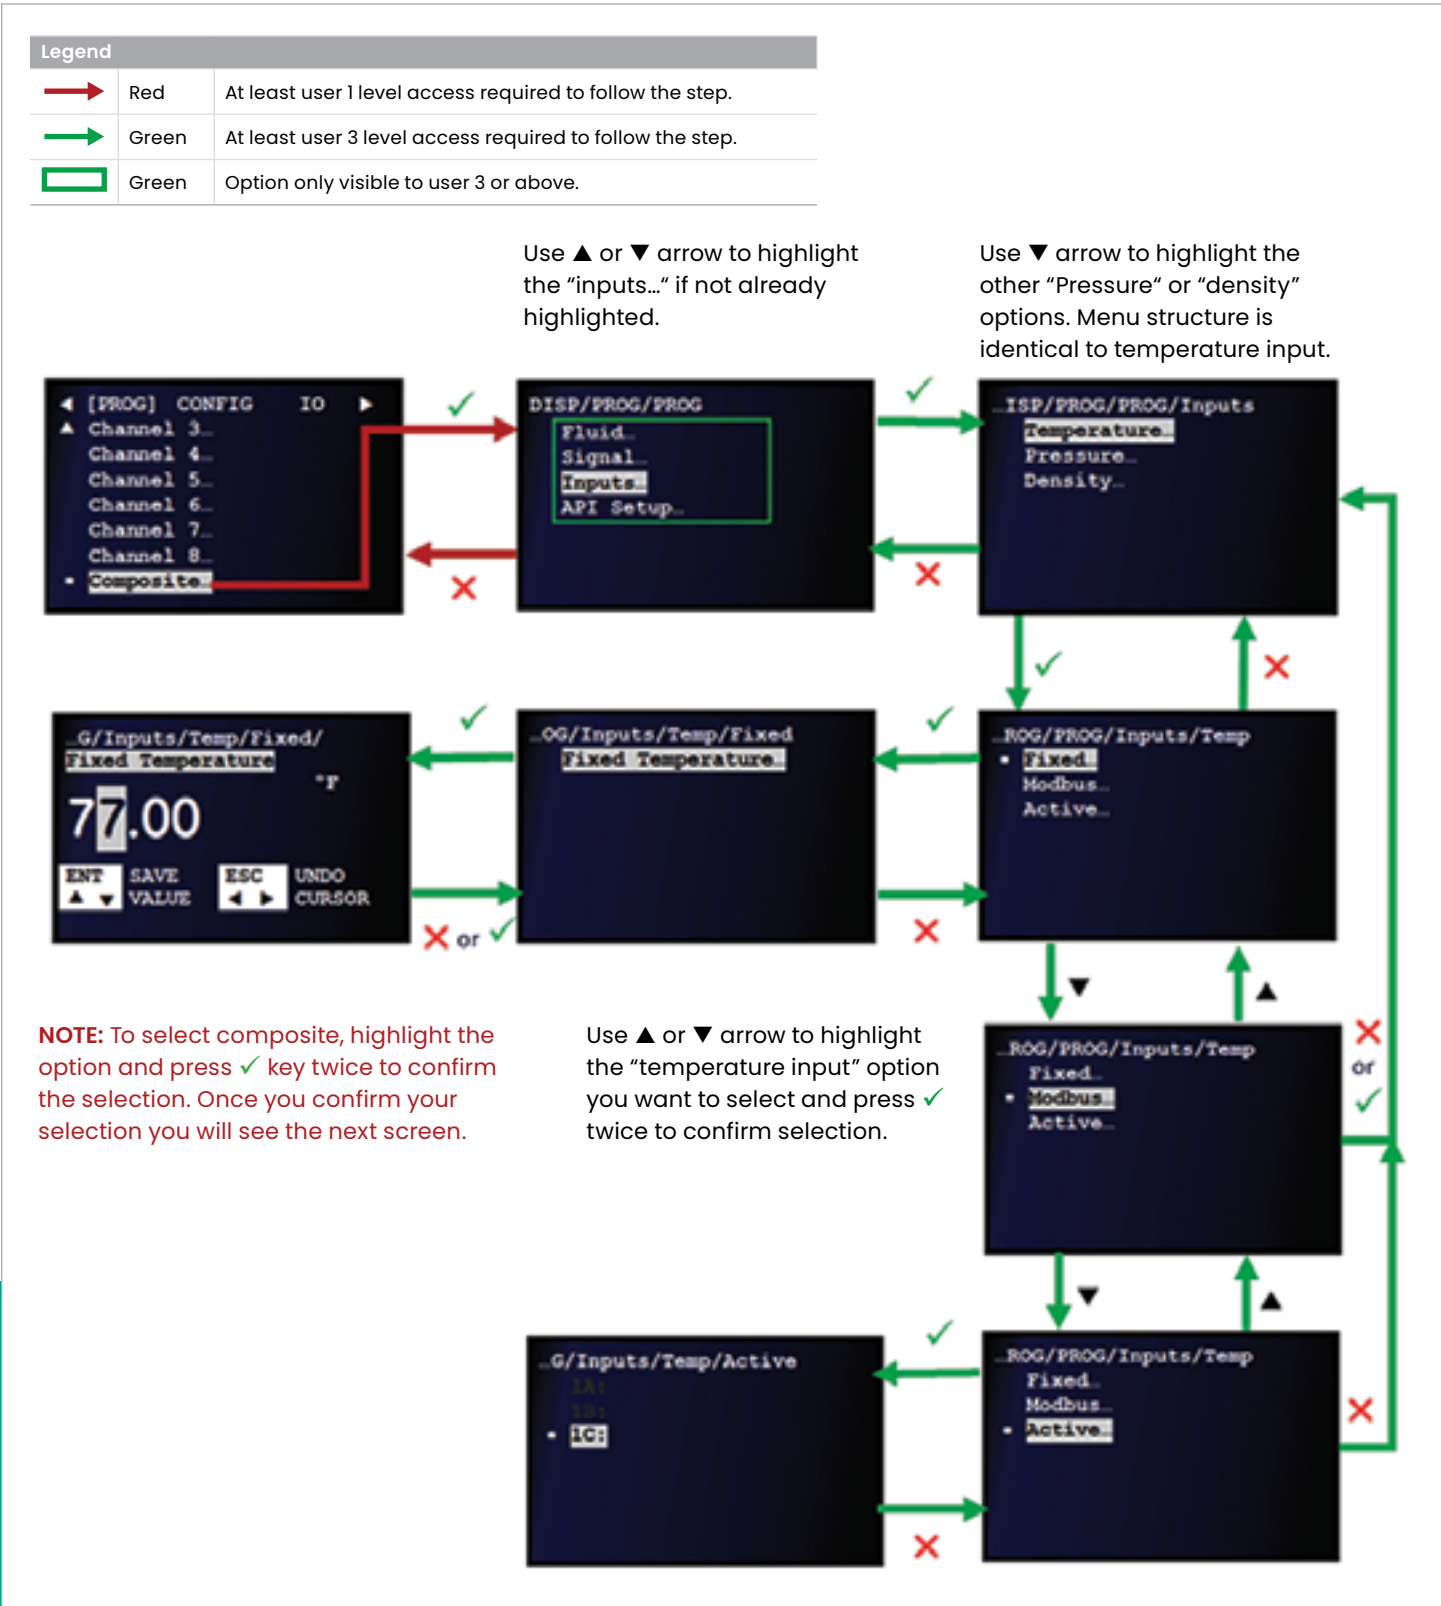 Legend
Red At least user 1 level access required to follow the step.
Green At least user 3 level access required to follow the step.
Green Option only visible to user 3 or above.
Use ▲ or ▼ arrow to highlight
the “inputs…“ if not already
highlighted.
Use ▼ arrow to highlight the
other “Pressure“ or “density”
options. Menu structure is
identical to temperature input.
◀ [PROG] CONFIG IO ▶
▲ Channel 3…
Channel 4…
Channel 5…
Channel 6…
Channel 7…
Channel 8…
Composite…
✓
✕
DISP/PROG/PROG
Fluid…
Signal…
Inputs…
API Setup…
✓
✕
…ISP/PROG/PROG/Inputs
Temperature…
Pressure…
Density…
✓
✕
…G/Inputs/Temp/Fixed/
Fixed Temperature
°F
77.00
ENT SAVE ESC UNDO
▲ ▼ VALUE ◀ ▶ CURSOR
✓
✕ or ✓
…OG/Inputs/Temp/Fixed
Fixed Temperature…
✓
✕
…ROG/PROG/Inputs/Temp
▪ Fixed…
Modbus…
Active…
▼
▲
NOTE: To select composite, highlight the
option and press ✓ key twice to confirm
the selection. Once you confirm your
selection you will see the next screen.
Use ▲ or ▼ arrow to highlight
the “temperature input” option
you want to select and press ✓
twice to confirm selection.
…ROG/PROG/Inputs/Temp
Fixed…
▪ Modbus…
Active…
✕
or
✓
▼
▲
…G/Inputs/Temp/Active
1A:
1B:
▪ 1C:
✓
✕
…ROG/PROG/Inputs/Temp
Fixed…
Modbus…
▪ Active…
✕